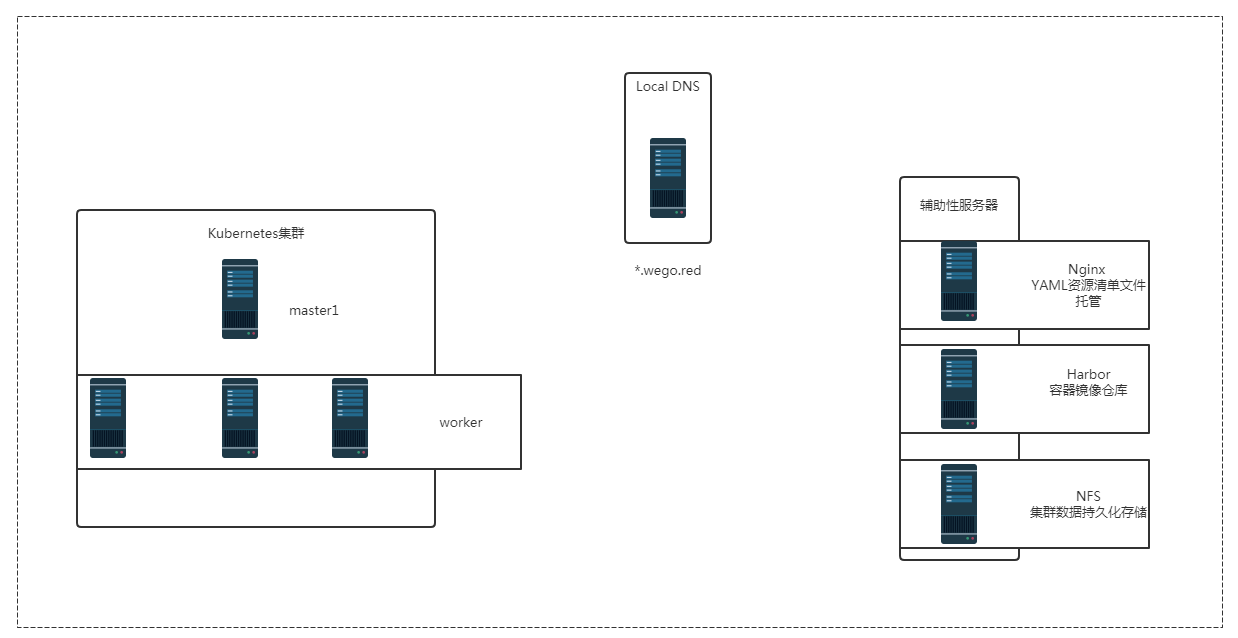 Local DNS
*.wego.red
Kubernetes集群
master1
worker
辅助性服务器
Nginx
YAML资源清单文件
托管
Harbor
容器镜像仓库
NFS
集群数据持久化存储